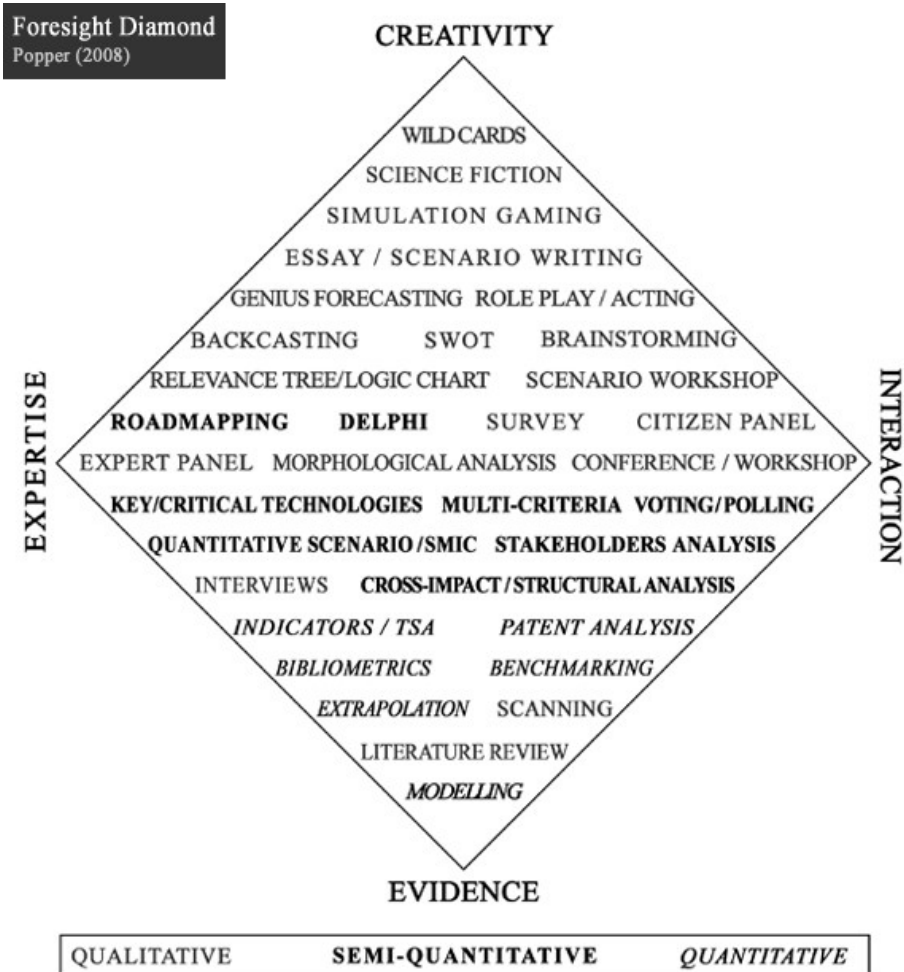 Foresight Diamond
Popper (2008)
CREATIVITY
WILD CARDS
SCIENCE FICTION
SIMULATION GAMING
ESSAY / SCENARIO WRITING
GENIUS FORECASTING ROLE PLAY / ACTING
BACKCASTING SWOT BRAINSTORMING
RELEVANCE TREE/LOGIC CHART SCENARIO WORKSHOP
ROADMAPPING DELPHI SURVEY CITIZEN PANEL
EXPERTISE
EXPERT PANEL MORPHOLOGICAL ANALYSIS CONFERENCE / WORKSHOP
INTERACTION
KEY/CRITICAL TECHNOLOGIES MULTI-CRITERIA VOTING/POLLING
QUANTITATIVE SCENARIO/SMIC STAKEHOLDERS ANALYSIS
INTERVIEWS CROSS-IMPACT/STRUCTURAL ANALYSIS
INDICATORS / TSA PATENT ANALYSIS
BIBLIOMETRICS BENCHMARKING
EXTRAPOLATION SCANNING
LITERATURE REVIEW
MODELLING
EVIDENCE
QUALITATIVE SEMI-QUANTITATIVE QUANTITATIVE